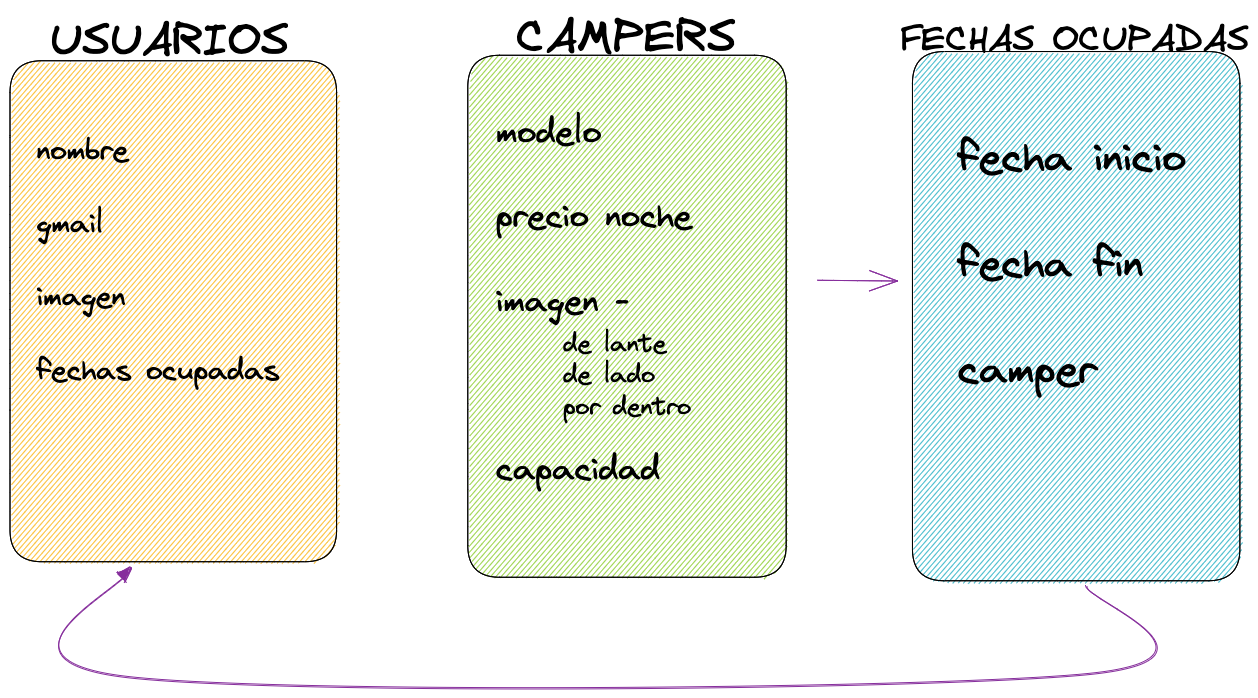 USUARIOS
nombre
gmail
imagen
fechas ocupadas
CAMPERS
modelo
precio noche
imagen -
de lante
de lado
por dentro
capacidad
FECHAS OCUPADAS
fecha inicio
fecha fin
camper